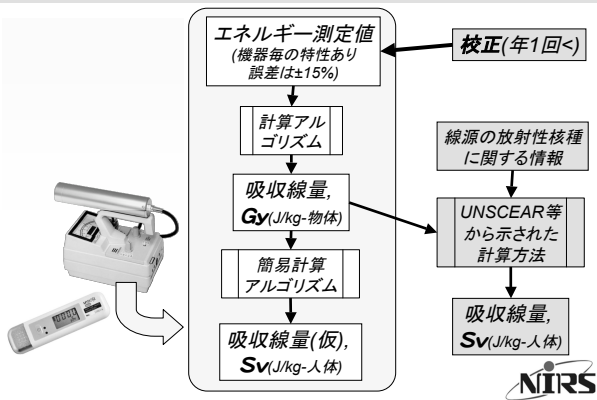 エネルギー測定値
(機器毎の特性あり
誤差は±15%)
校正(年1回<)
計算アル
ゴリズム
線源の放射性核種
に関する情報
吸収線量,
Gy(J/kg-物体)
UNSCEAR等
から示された
計算方法
簡易計算
アルゴリズム
吸収線量(仮),
Sv(J/kg-人体)
吸収線量,
Sv(J/kg-人体)
NIRS